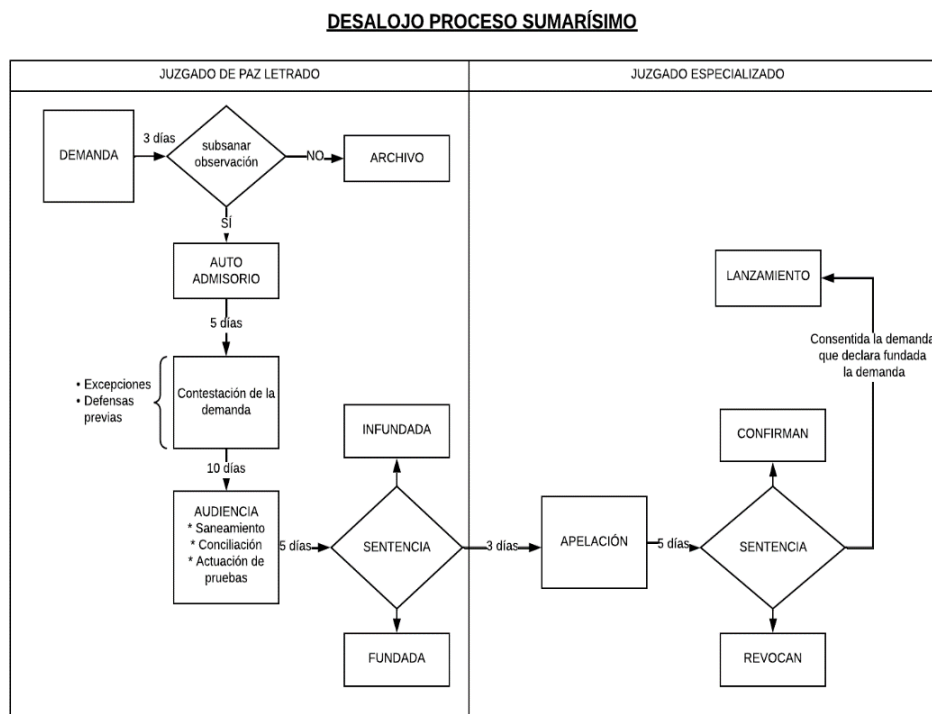 DESALOJO PROCESO SUMARÍSIMO
JUZGADO DE PAZ LETRADO
JUZGADO ESPECIALIZADO
DEMANDA
3 días
subsanar
observación
NO
ARCHIVO
SÍ
AUTO
ADMISORIO
5 días
• Excepciones
• Defensas
previas
Contestación de la
demanda
10 días
AUDIENCIA
* Saneamiento
* Conciliación
* Actuación de
pruebas
5 días
INFUNDADA
SENTENCIA
FUNDADA
3 días
APELACIÓN
5 días
CONFIRMAN
SENTENCIA
REVOCAN
LANZAMIENTO
Consentida la demanda
que declara fundada
la demanda